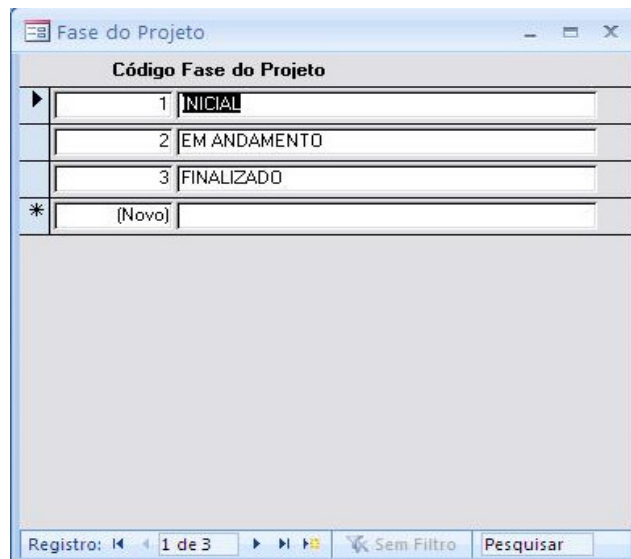 Fase do Projeto
Código Fase do Projeto
1 INICIAL
2 EM ANDAMENTO
3 FINALIZADO
(Novo)
Registro: 1 de 3 Sem Filtro Pesquisar